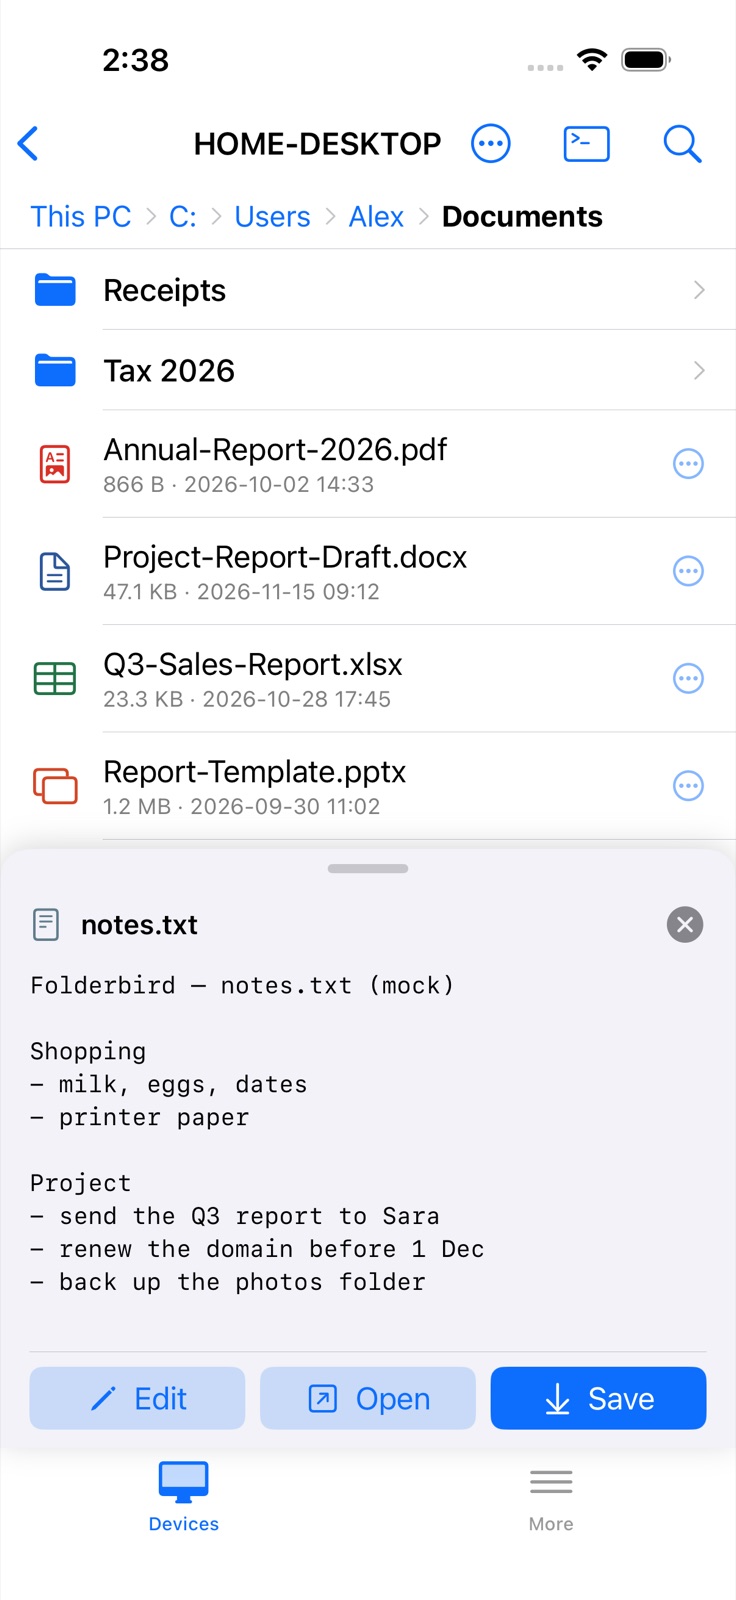 2:38
HOME-DESKTOP
This PC > C: > Users > Alex > Documents
Receipts
Tax 2026
Annual-Report-2026.pdf
866 B · 2026-10-02 14:33
Project-Report-Draft.docx
47.1 KB · 2026-11-15 09:12
Q3-Sales-Report.xlsx
23.3 KB · 2026-10-28 17:45
Report-Template.pptx
1.2 MB · 2026-09-30 11:02
notes.txt
Folderbird — notes.txt (mock)
Shopping
- milk, eggs, dates
- printer paper
Project
- send the Q3 report to Sara
- renew the domain before 1 Dec
- back up the photos folder
Edit Open Save
Devices More